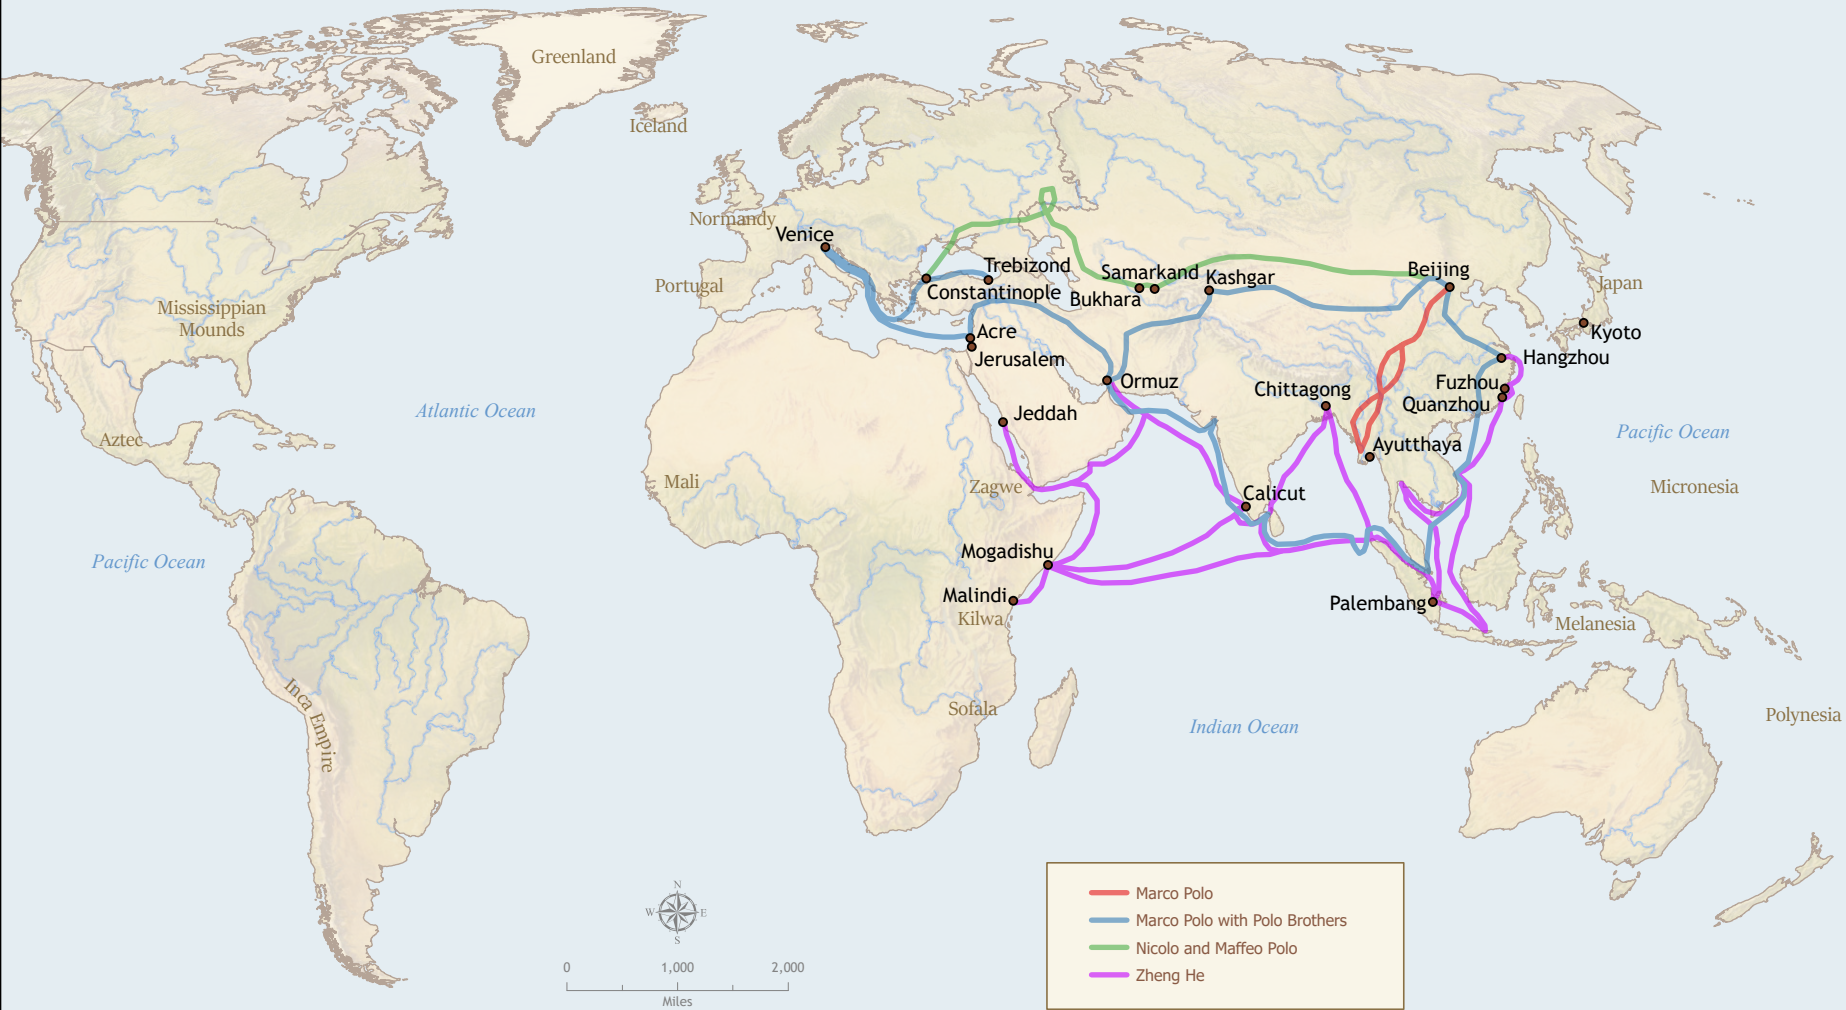 Greenland
Iceland
Normandy
Venice
Portugal
Trebizond
Constantinople
Samarkand
Bukhara
Kashgar
Beijing
Japan
Kyoto
Mississippian
Mounds
Acre
Jerusalem
Ormuz
Hangzhou
Chittagong
Fuzhou
Quanzhou
Atlantic Ocean
Jeddah
Aztec
Ayutthaya
Pacific Ocean
Mali
Zagwe
Calicut
Micronesia
Pacific Ocean
Mogadishu
Malindi
Kilwa
Palembang
Melanesia
Inca Empire
Sofala
Indian Ocean
Polynesia
N
W
E
S
0
1,000
2,000
Miles
Marco Polo
Marco Polo with Polo Brothers
Nicolo and Maffeo Polo
Zheng He